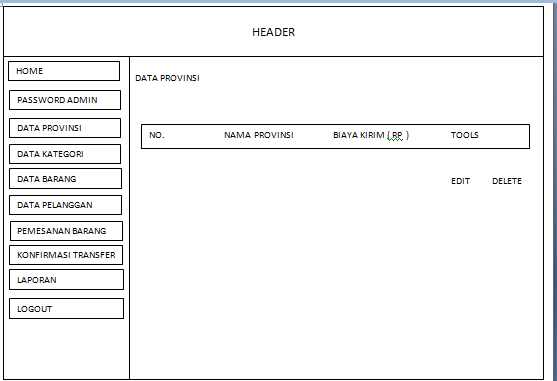 HEADER
HOME
PASSWORD ADMIN
DATA PROVINSI
DATA KATEGORI
DATA BARANG
DATA PELANGGAN
PEMESANAN BARANG
KONFIRMASI TRANSFER
LAPORAN
LOGOUT
DATA PROVINSI
NO. NAMA PROVINSI BIAYA KIRIM ( RP ) TOOLS
EDIT DELETE